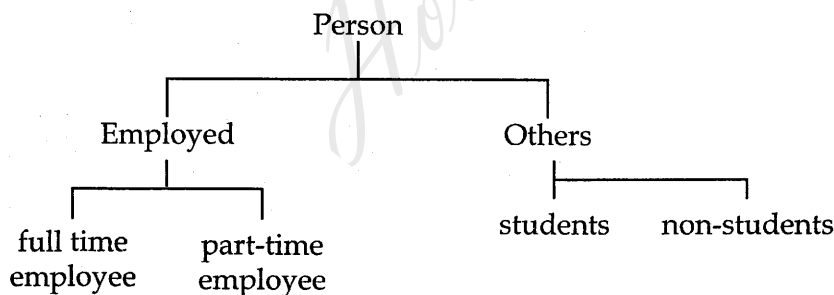 Person
Employed
Others
full time
employee
part-time
employee
students
non-students